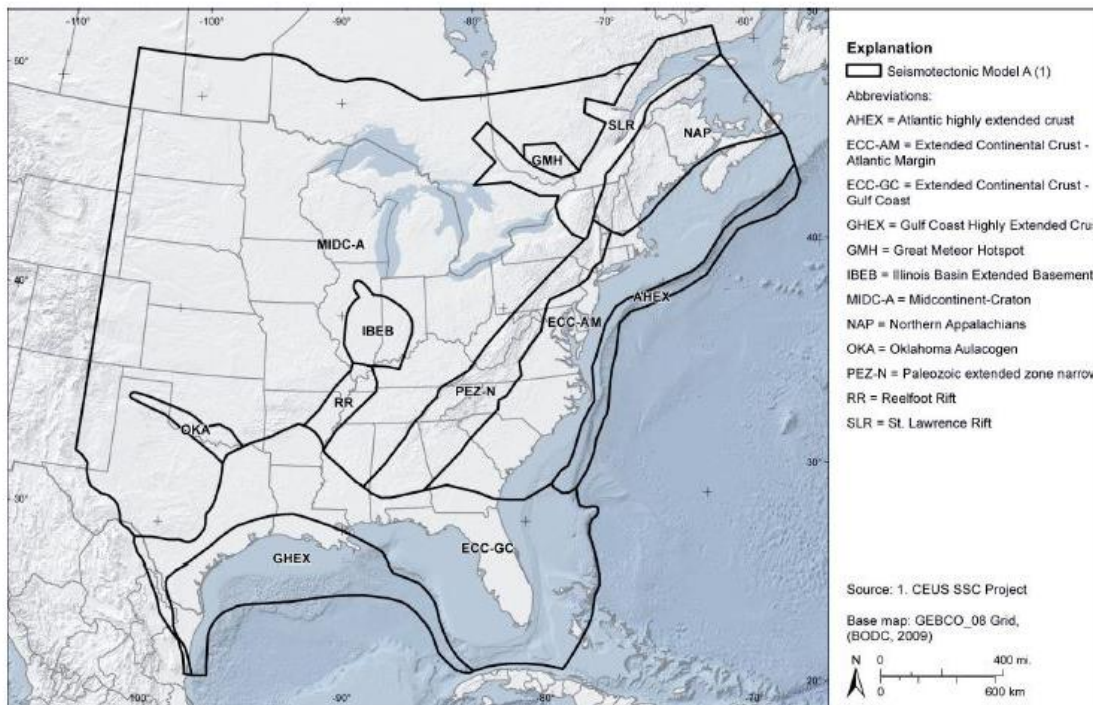 -110° -100° -90° -80° -70° -60° 50°
50°
SLR
NAP
GMH
40°
MIDC-A
40°
AHEX
IBEB
ECC-AM
PEZ-N
RR
OKA
30°
30°
ECC-GC
GHEX
20°
-100° -90° -80° -70°
Explanation
Seismotectonic Model A (1)
Abbreviations:
AHEX = Atlantic highly extended crust
ECC-AM = Extended Continental Crust -
Atlantic Margin
ECC-GC = Extended Continental Crust -
Gulf Coast
GHEX = Gulf Coast Highly Extended Cru
GMH = Great Meteor Hotspot
IBEB = Illinois Basin Extended Basement
MIDC-A = Midcontinent-Craton
NAP = Northern Appalachians
OKA = Oklahoma Aulacogen
PEZ-N = Paleozoic extended zone narrow
RR = Reelfoot Rift
SLR = St. Lawrence Rift
Source: 1. CEUS SSC Project
Base map: GEBCO_08 Grid,
(BODC, 2009)
N 0 400 mi.
0 600 km